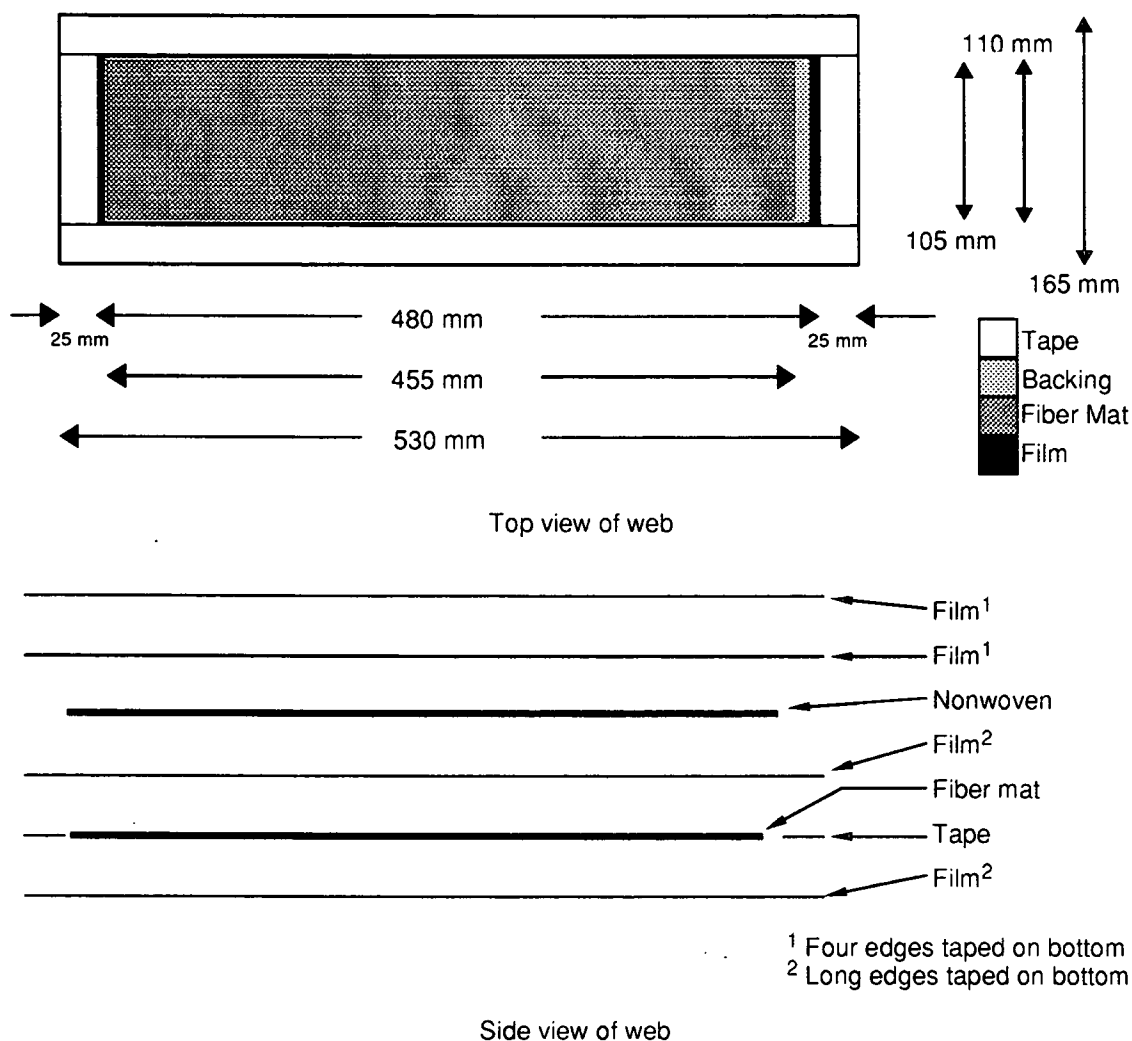 110 mm
105 mm
165 mm
25 mm
480 mm
25 mm
455 mm
530 mm
Tape
Backing
Fiber Mat
Film
Top view of web
Film1
Film1
Nonwoven
Film2
Fiber mat
Tape
Film2
1 Four edges taped on bottom
2 Long edges taped on bottom
Side view of web